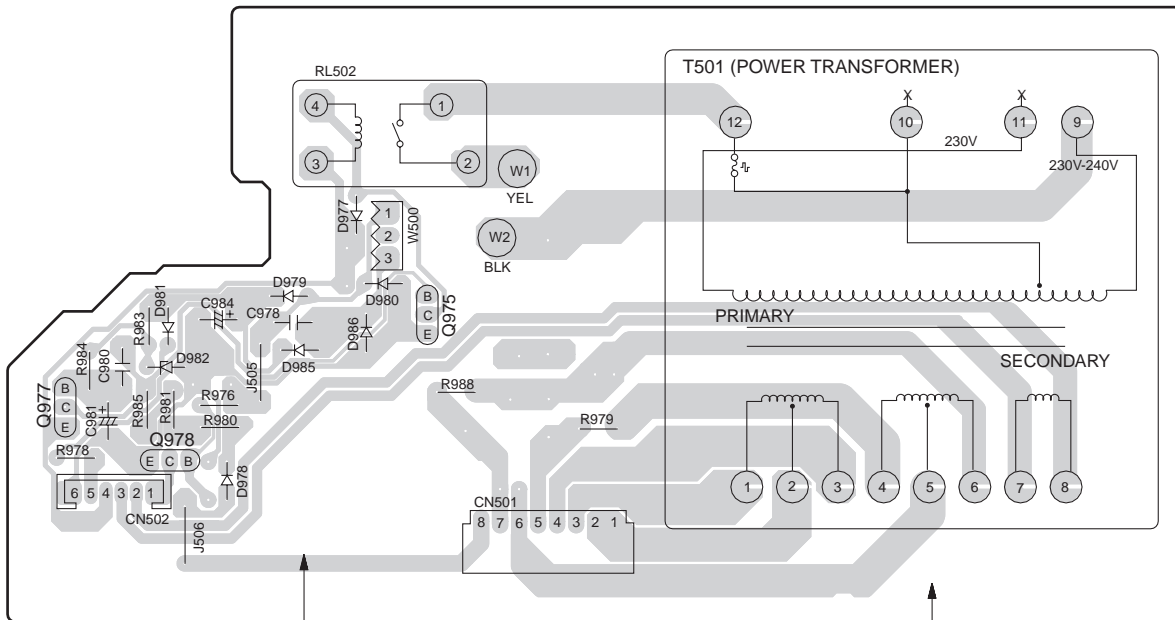 T501 (POWER TRANSFORMER)
RL502
4
1
3
2
W1
YEL
W2
BLK
12
X
10
X
11
9
230V
230V-240V
D977
1
2
3
W500
D979
D980
D981
C984
+
C978
D986
B
C
E
Q975
R983
D982
D985
R984
C980
J505
PRIMARY
SECONDARY
Q977
B
C
E
C981
+
R985
R981
R976
R980
R988
R979
R978
Q978
E C B
D978
6 5 4 3 2 1
CN502
J506
CN501
8 7 6 5 4 3 2 1
1
2
3
4
5
6
7
8